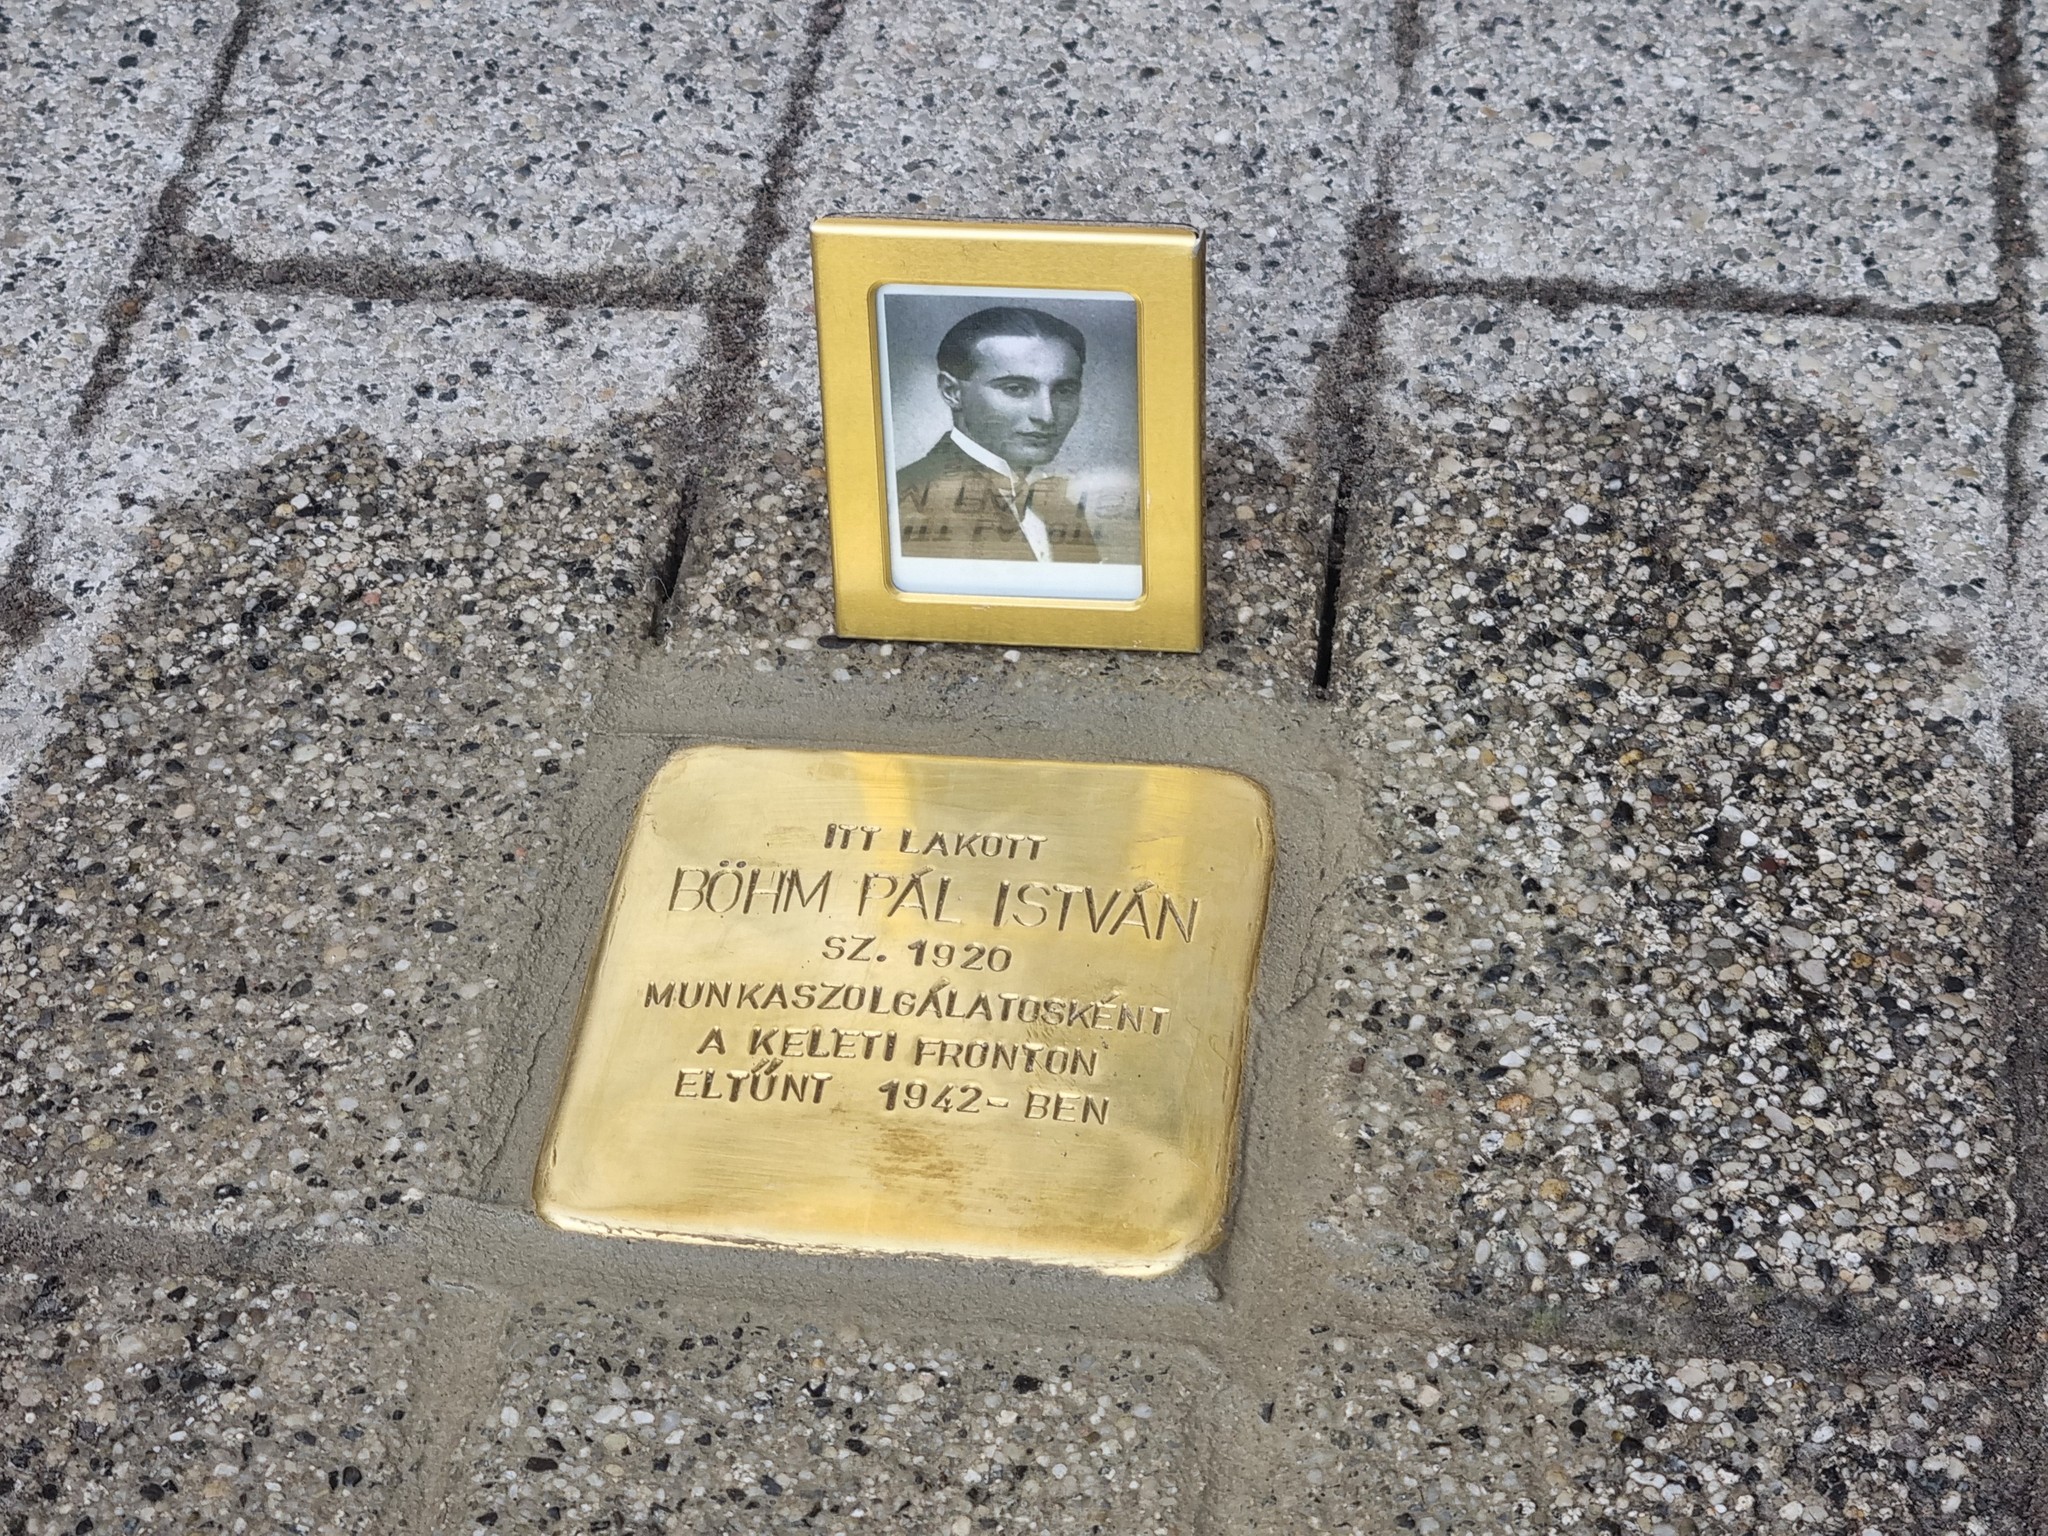 ITT LAKOTT
BÖHM PÁL ISTVÁN
SZ. 1920
MUNKASZOLGÁLATOSKÉNT
A KELETI FRONTON
ELTŰNT 1942-BEN